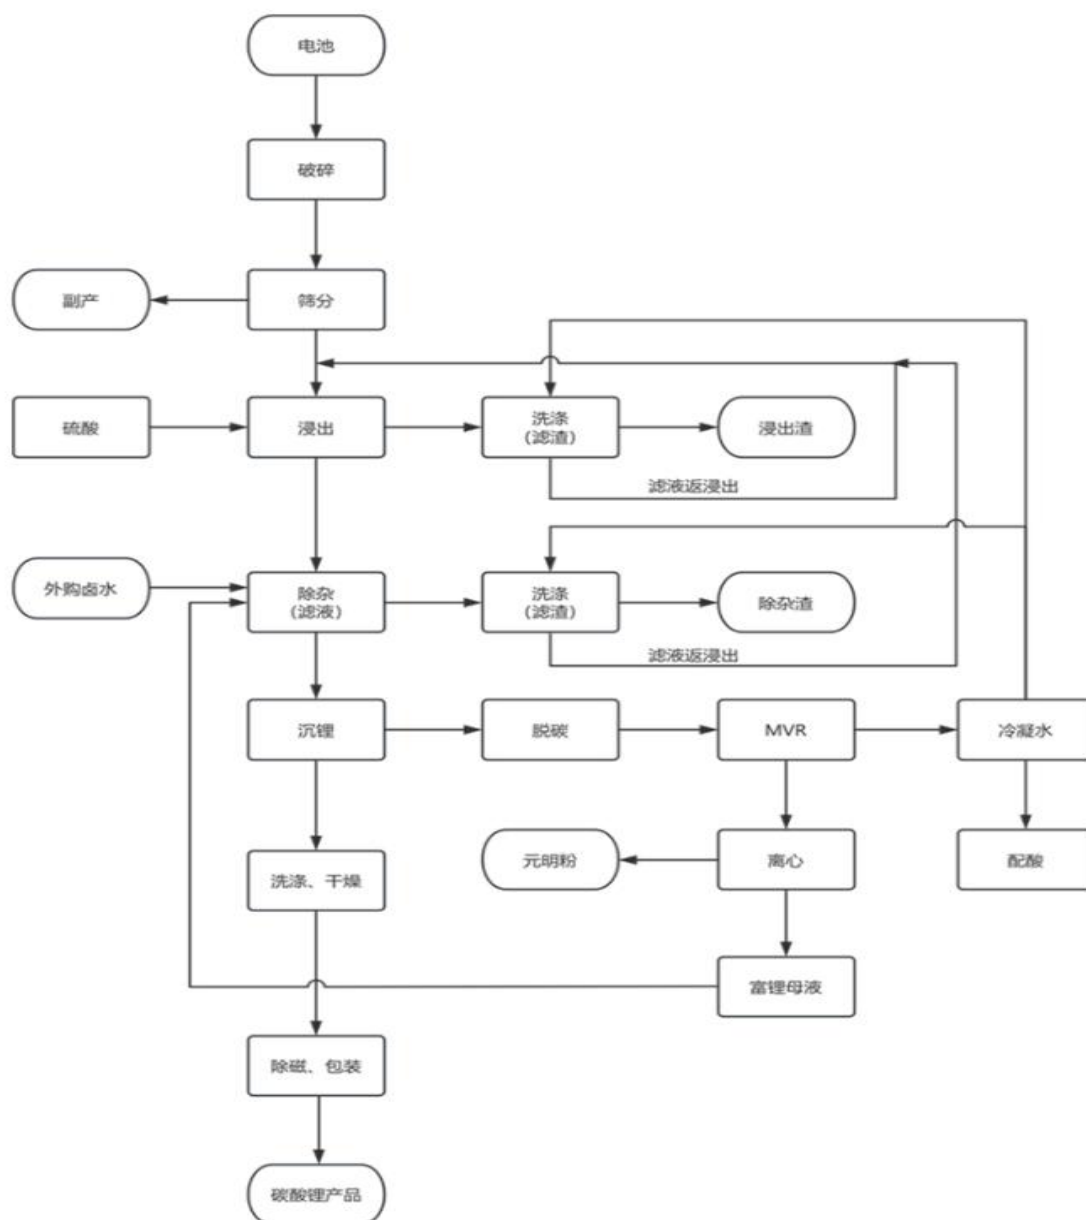 电池
破碎
副产
筛分
硫酸
浸出
洗涤
(滤渣)
浸出渣
滤液返浸出
外购卤水
除杂
(滤液)
洗涤
(滤渣)
除杂渣
滤液返浸出
沉锂
脱碳
MVR
冷凝水
元明粉
离心
配酸
洗涤、干燥
富锂母液
除磁、包装
碳酸锂产品